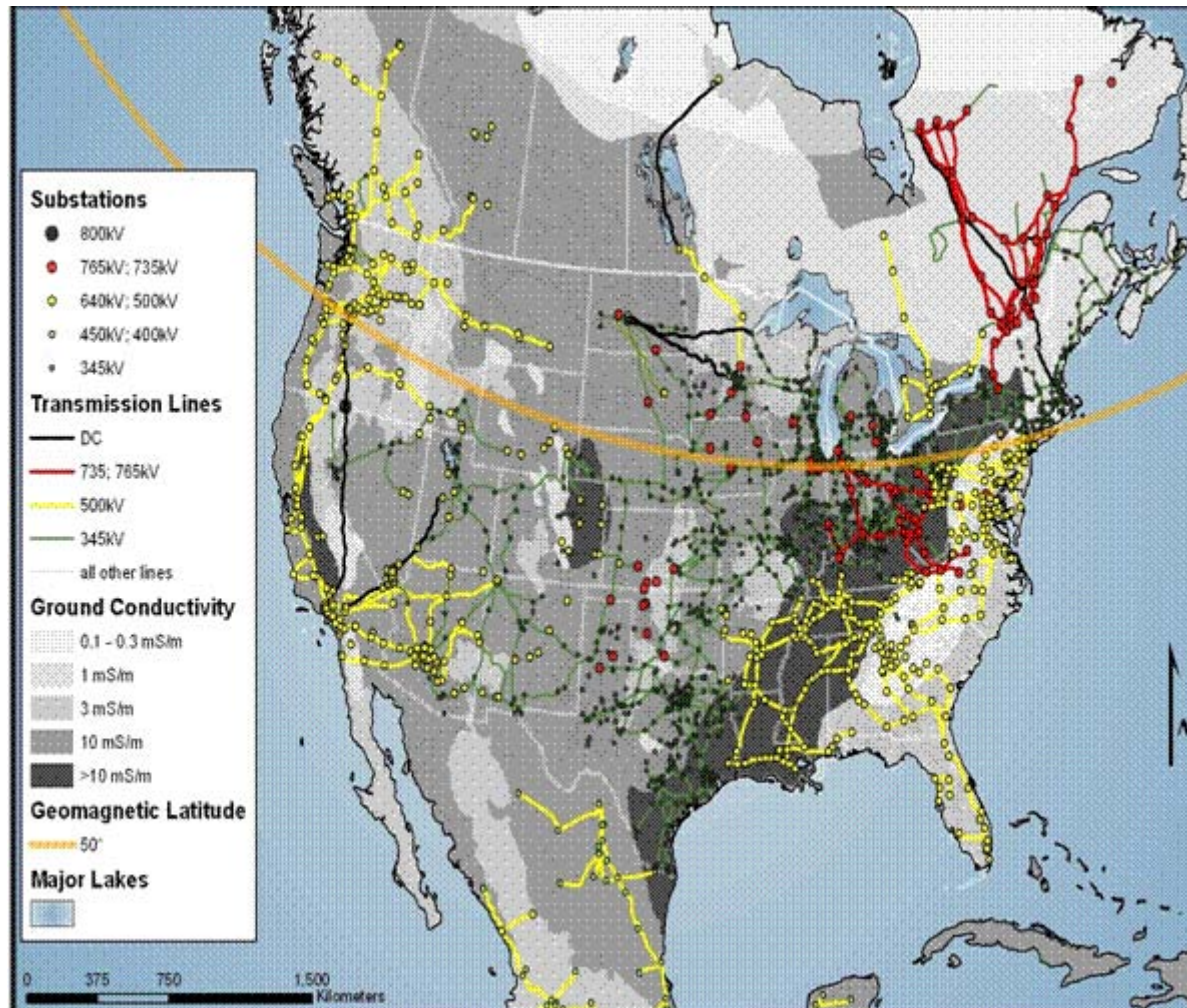 Substations
800kV
765kV; 735kV
640kV; 500kV
450kV; 400kV
345kV
Transmission Lines
DC
735; 765kV
500kV
345kV
all other lines
Ground Conductivity
0.1 - 0.3 mS/m
1 mS/m
3 mS/m
10 mS/m
>10 mS/m
Geomagnetic Latitude
50°
Major Lakes
0 375 750 1,500
Kilometers